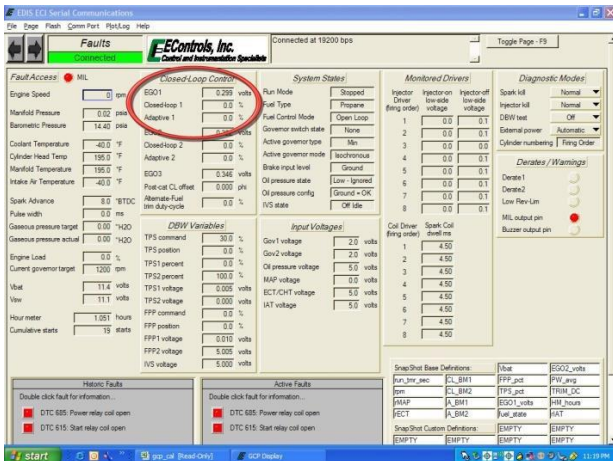 EDIS ECI Serial Communications
File Page Flash Comm Port Plot/Log Help
Faults
Connected
EControls, Inc.
Control and Instrumentation Specialists
Connected at 19200 bps
Toggle Page - F9
Fault Access MIL
Engine Speed 0 rpm
Manifold Pressure 0.02 psia
Barometric Pressure 14.40 psia
Coolant Temperature -40.0 °F
Cylinder Head Temp 195.0 °F
Manifold Temperature 195.0 °F
Intake Air Temperature -40.0 °F
Spark Advance 8.0 °BTDC
Pulse width 0.0 ms
Gaseous pressure target 0.00 "H2O
Gaseous pressure actual 0.00 "H2O
Engine Load 0.0 %
Current governor target 1200 rpm
Vbat 11.4 volts
Vsw 11.1 volts
Hour meter 1.051 hours
Cumulative starts 19 starts
Closed-Loop Control
EGO1 0.299 volts
Closed-loop 1 0.0 %
Adaptive 1 0.0 %
EGO2 volts
Closed-loop 2 0.0 %
Adaptive 2 0.0 %
EGO3 0.346 volts
Post-cat CL offset 0.000 phi
Alternate-Fuel
trim duty-cycle 0.0 %
DBW Variables
TPS command 30.0 %
TPS position 0.0 %
TPS1 percent 0.0 %
TPS2 percent 100.0 %
TPS1 voltage 0.005 volts
TPS2 voltage 0.000 volts
FPP command 0.0 %
FPP position 0.0 %
FPP1 voltage 0.010 volts
FPP2 voltage 5.005 volts
IVS voltage 5.000 volts
System States
Run Mode Stopped
Fuel Type Propane
Fuel Control Mode Open Loop
Governor switch state None
Active governor type Min
Active governor mode Isochronous
Brake input level Ground
Oil pressure state Low - Ignored
Oil pressure config Ground = OK
IVS state Off Idle
Input Voltages
Gov1 voltage 2.0 volts
Gov2 voltage 2.0 volts
Oil pressure voltage 5.0 volts
MAP voltage 0.0 volts
ECT/CHT voltage 5.0 volts
IAT voltage 5.0 volts
Monitored Drivers
Injector Driver (firing order) Injector-on low-side voltage Injector-off low-side voltage
1 0.0 0.1
2 0.0 0.1
3 0.0 0.1
4 0.0 0.1
5 0.0 0.1
6 0.0 0.1
7 0.0 0.1
8 0.0 0.1
Coil Driver (firing order) Spark Coil dwell ms
1 4.50
2 4.50
3 4.50
4 4.50
5 4.50
6 4.50
7 4.50
8 4.50
Diagnostic Modes
Spark kill Normal
Injector kill Normal
DBW test Off
External power Automatic
Cylinder numbering Firing Order
Derates / Warnings
Derate1
Derate2
Low Rev-Lim
MIL output pin
Buzzer output pin
Historic Faults
Double click fault for information...
DTC 685: Power relay coil open
DTC 615: Start relay coil open
Active Faults
Double click fault for information...
DTC 685: Power relay coil open
DTC 615: Start relay coil open
SnapShot Base Definitions: Vbat EGO2_volts
run_tmr_sec CL_BM1 FPP_pct PW_avg
rpm CL_BM2 TPS_pct TRIM_DC
rMAP A_BM1 EGO1_volts HM_hours
rECT A_BM2 fuel_state rIAT
SnapShot Custom Definitions: EMPTY EMPTY
EMPTY EMPTY EMPTY EMPTY
start
gcp_cal [Read-Only]
GCP Display
11:19 PM